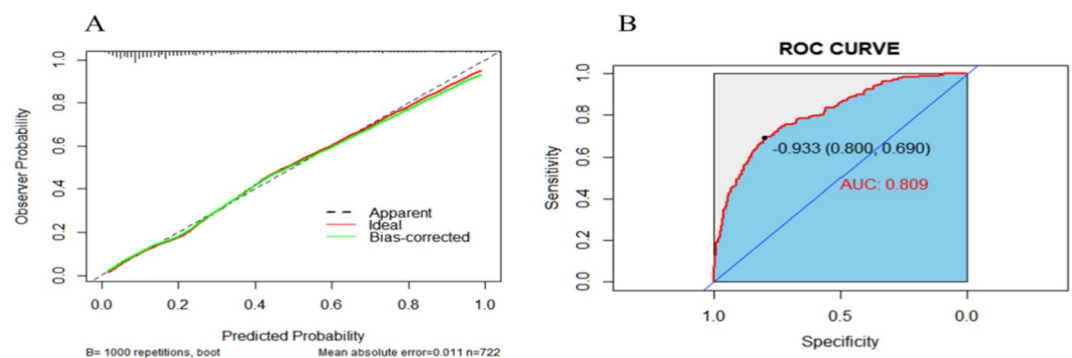 A
Observer Probability
1.0
0.8
0.6
0.4
0.2
0.0
Apparent
Ideal
Bias-corrected
0.0 0.2 0.4 0.6 0.8 1.0
Predicted Probability
B= 1000 repetitions, boot Mean absolute error=0.011 n=722
B
ROC CURVE
Sensitivity
1.0
0.8
0.6
0.4
0.2
0.0
-0.933 (0.800, 0.690)
AUC: 0.809
1.0 0.5 0.0
Specificity